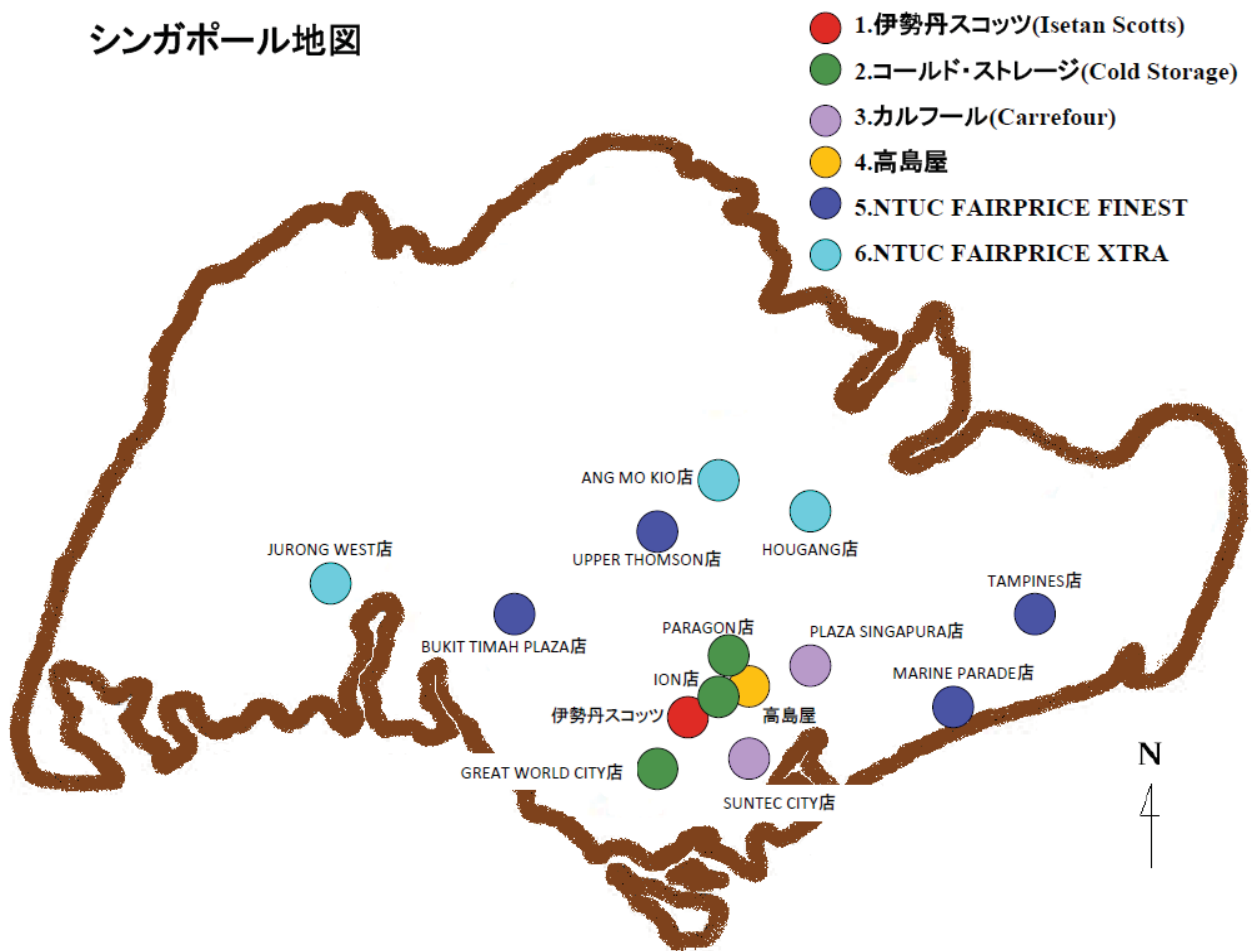 シンガポール地図
1.伊勢丹スコッツ(Isetan Scotts)
2.コールド・ストレージ(Cold Storage)
3.カルフール(Carrefour)
4.高島屋
5.NTUC FAIRPRICE FINEST
6.NTUC FAIRPRICE XTRA
ANG MO KIO店
HOUGANG店
UPPER THOMSON店
JURONG WEST店
TAMPINES店
BUKIT TIMAH PLAZA店
PARAGON店
PLAZA SINGAPURA店
ION店
MARINE PARADE店
伊勢丹スコッツ
高島屋
GREAT WORLD CITY店
SUNTEC CITY店
N